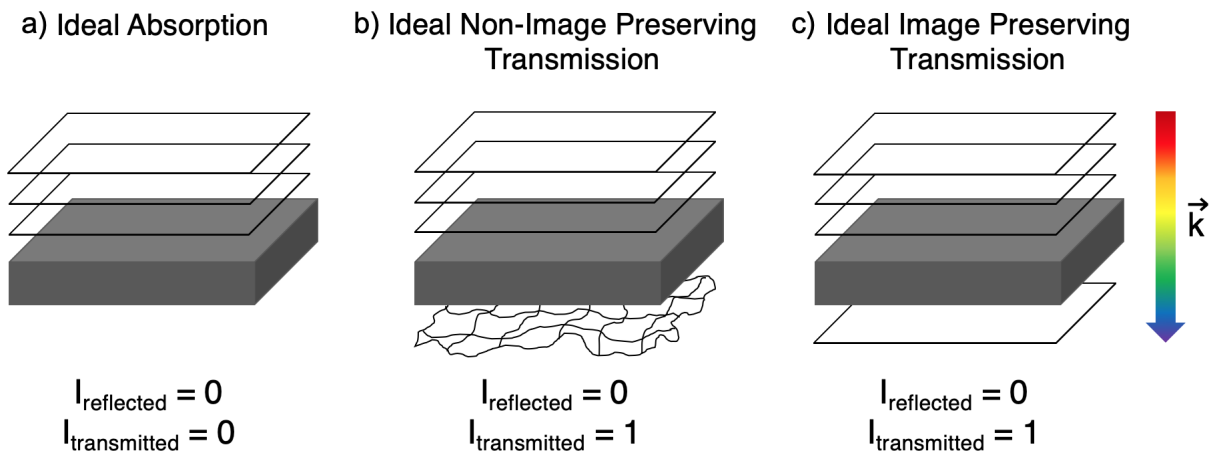 a) Ideal Absorption
b) Ideal Non-Image Preserving
Transmission
c) Ideal Image Preserving
Transmission
k⃗
I_reflected = 0
I_transmitted = 0
I_reflected = 0
I_transmitted = 1
I_reflected = 0
I_transmitted = 1